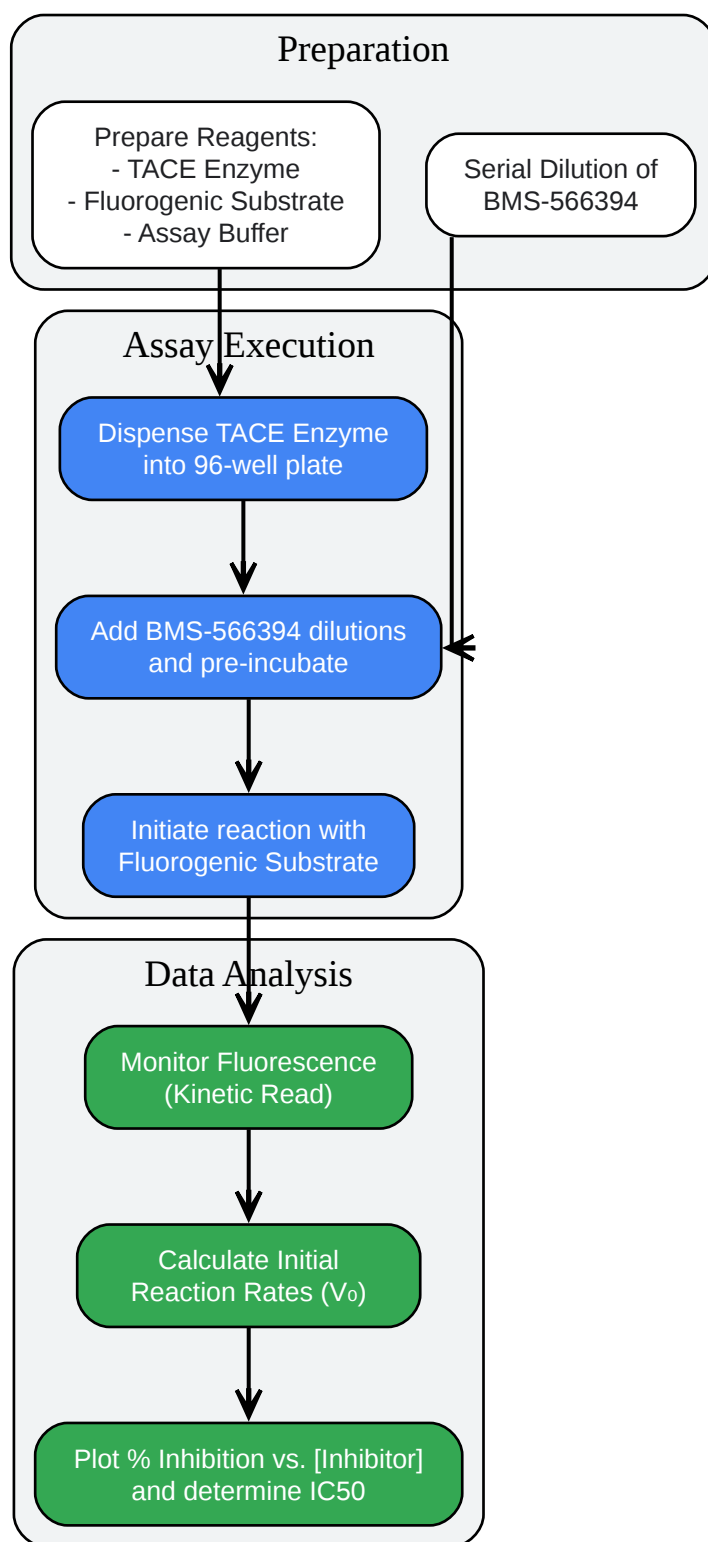 Preparation
Prepare Reagents:
- TACE Enzyme
- Fluorogenic Substrate
- Assay Buffer
Serial Dilution of
BMS-566394
Assay Execution
Dispense TACE Enzyme
into 96-well plate
Add BMS-566394 dilutions
and pre-incubate
Initiate reaction with
Fluorogenic Substrate
Data Analysis
Monitor Fluorescence
(Kinetic Read)
Calculate Initial
Reaction Rates (V₀)
Plot % Inhibition vs. [Inhibitor]
and determine IC50